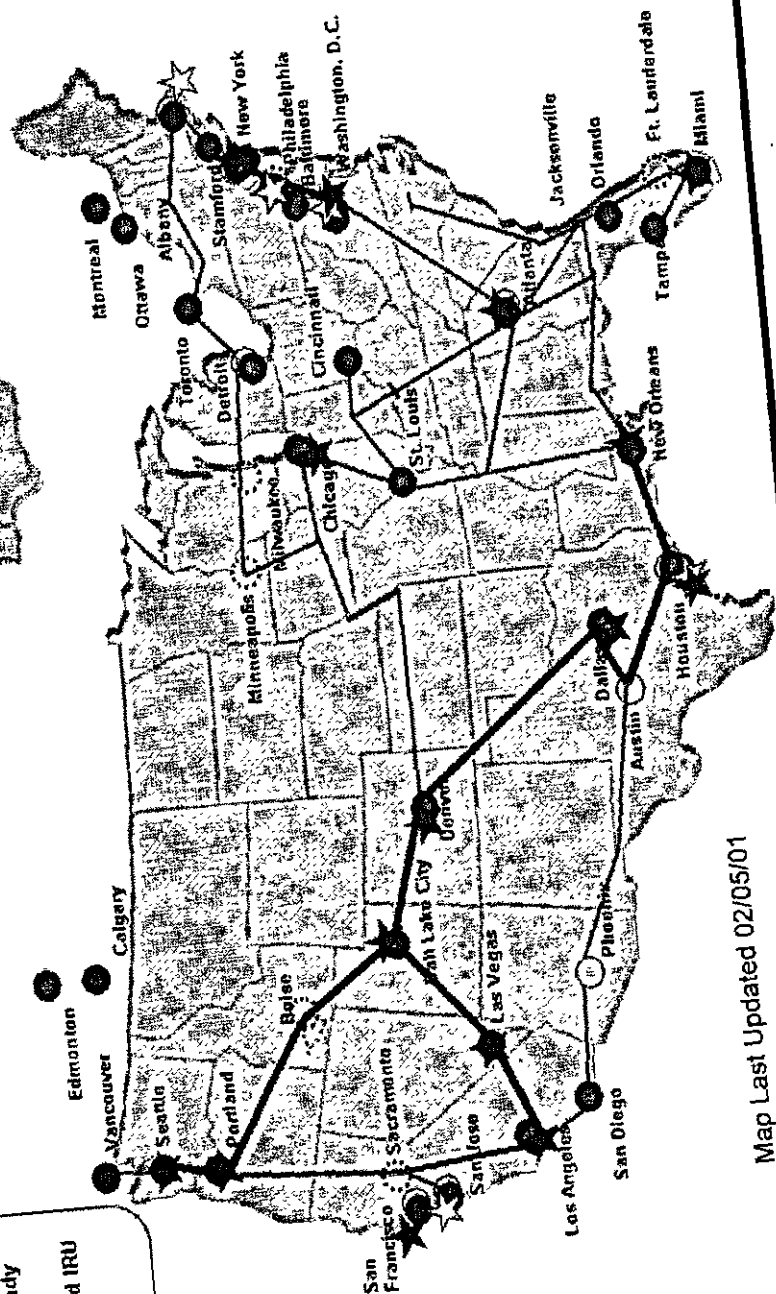 dy
d IRU
Edmonton
Calgary
Vancouver
Seattle
Portland
Boise
Sacramento
San
Francisco
San Jose
Los Angeles
San Diego
Las Vegas
Salt Lake City
Phoenix
Denver
Dallas
Austin
Houston
New Orleans
Minneapolis
Milwaukee
Chicago
St. Louis
Cincinnati
Detroit
Toronto
Ottawa
Montreal
Albany
Stamford
New York
Philadelphia
Baltimore
Washington, D.C.
Atlanta
Jacksonville
Orlando
Tampa
Ft. Lauderdale
Miami
Map Last Updated 02/05/01